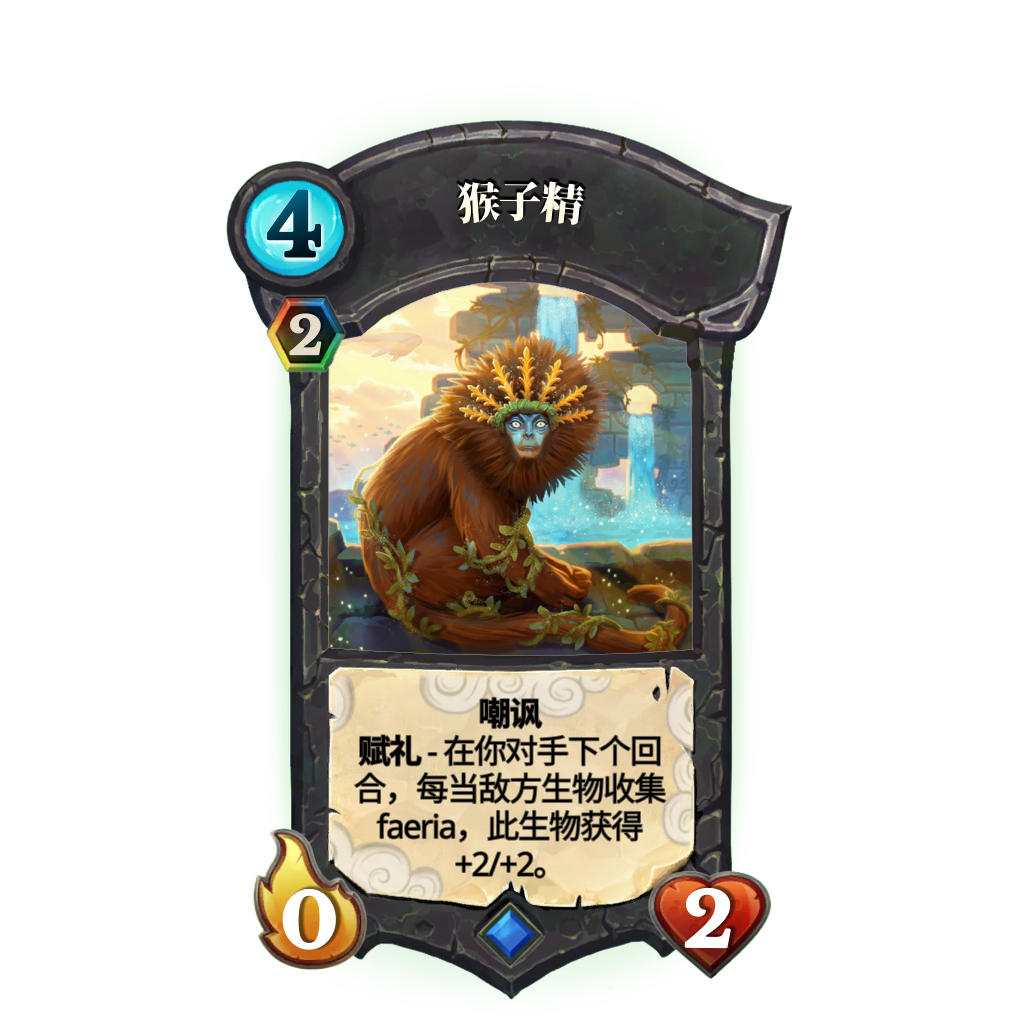 4
猴子精
2
嘲讽
赋礼 - 在你对手下个回
合，每当敌方生物收集
faeria，此生物获得
+2/+2。
0
2